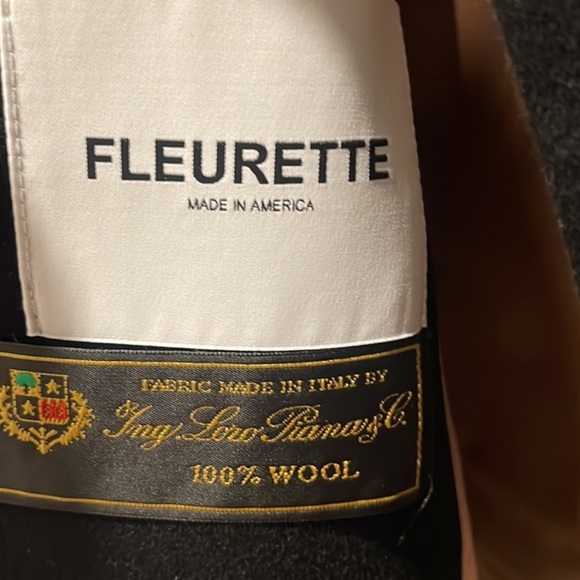 FLEURETTE
MADE IN AMERICA
FABRIC MADE IN ITALY BY
Ing. Loro Piana & C.
100% WOOL